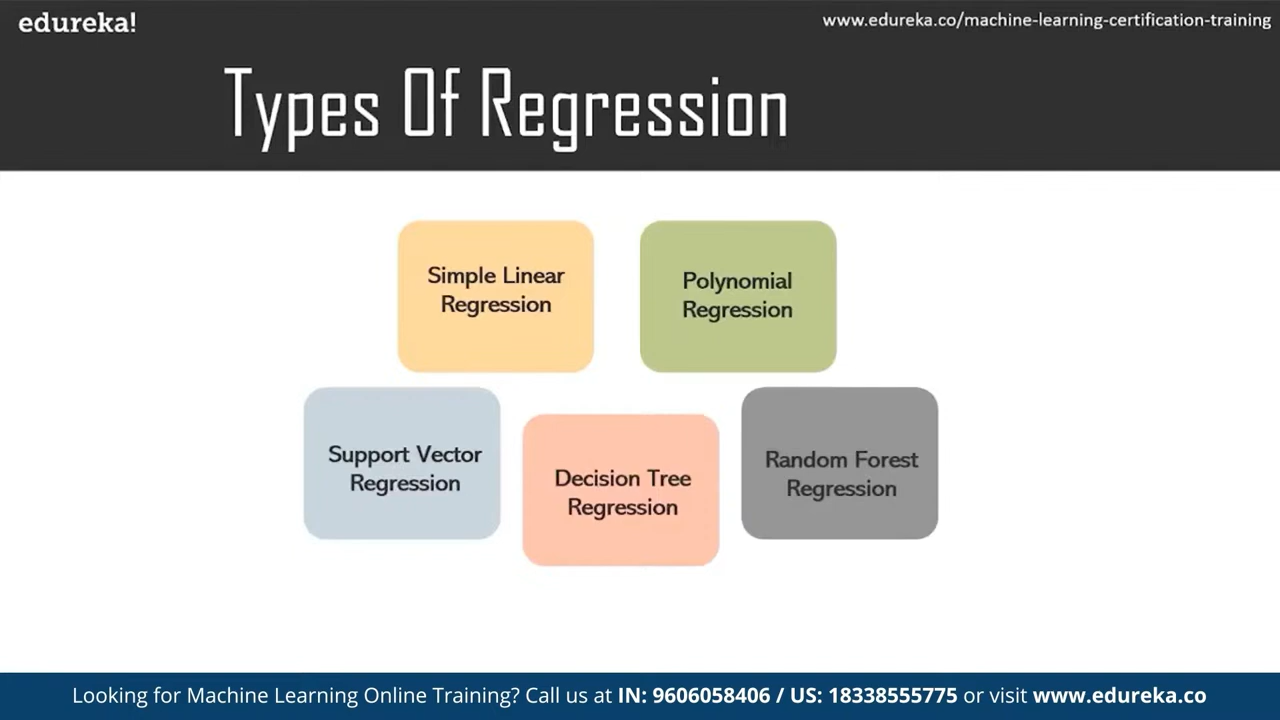 edureka!
www.edureka.co/machine-learning-certification-training
Types Of Regression
Simple Linear
Regression
Polynomial
Regression
Support Vector
Regression
Decision Tree
Regression
Random Forest
Regression
Looking for Machine Learning Online Training? Call us at IN: 9606058406 / US: 18338555775 or visit www.edureka.co